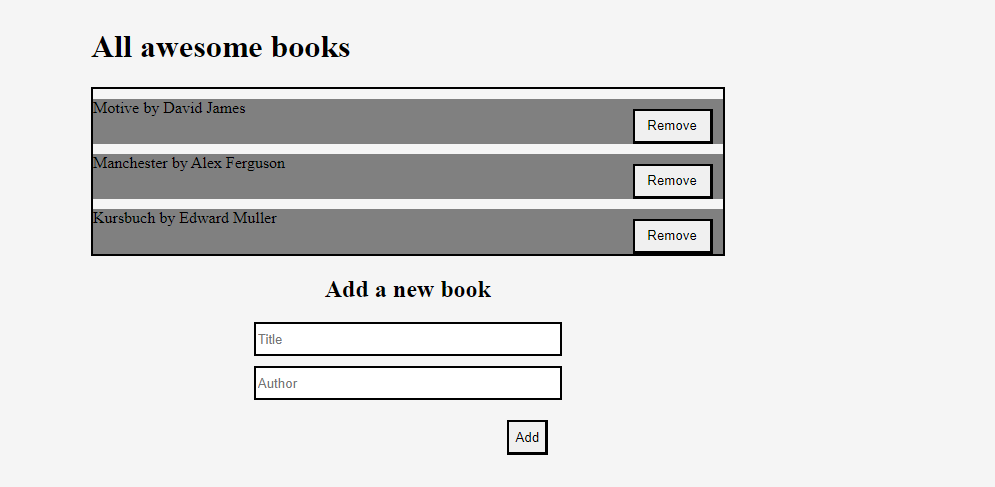 All awesome books
Motive by David James
Remove
Manchester by Alex Ferguson
Remove
Kursbuch by Edward Muller
Remove
Add a new book
Title
Author
Add